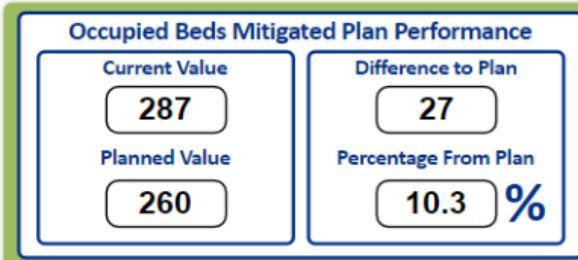 Occupied Beds Mitigated Plan Performance
Current Value
287
Planned Value
260
Difference to Plan
27
Percentage From Plan
10.3 %